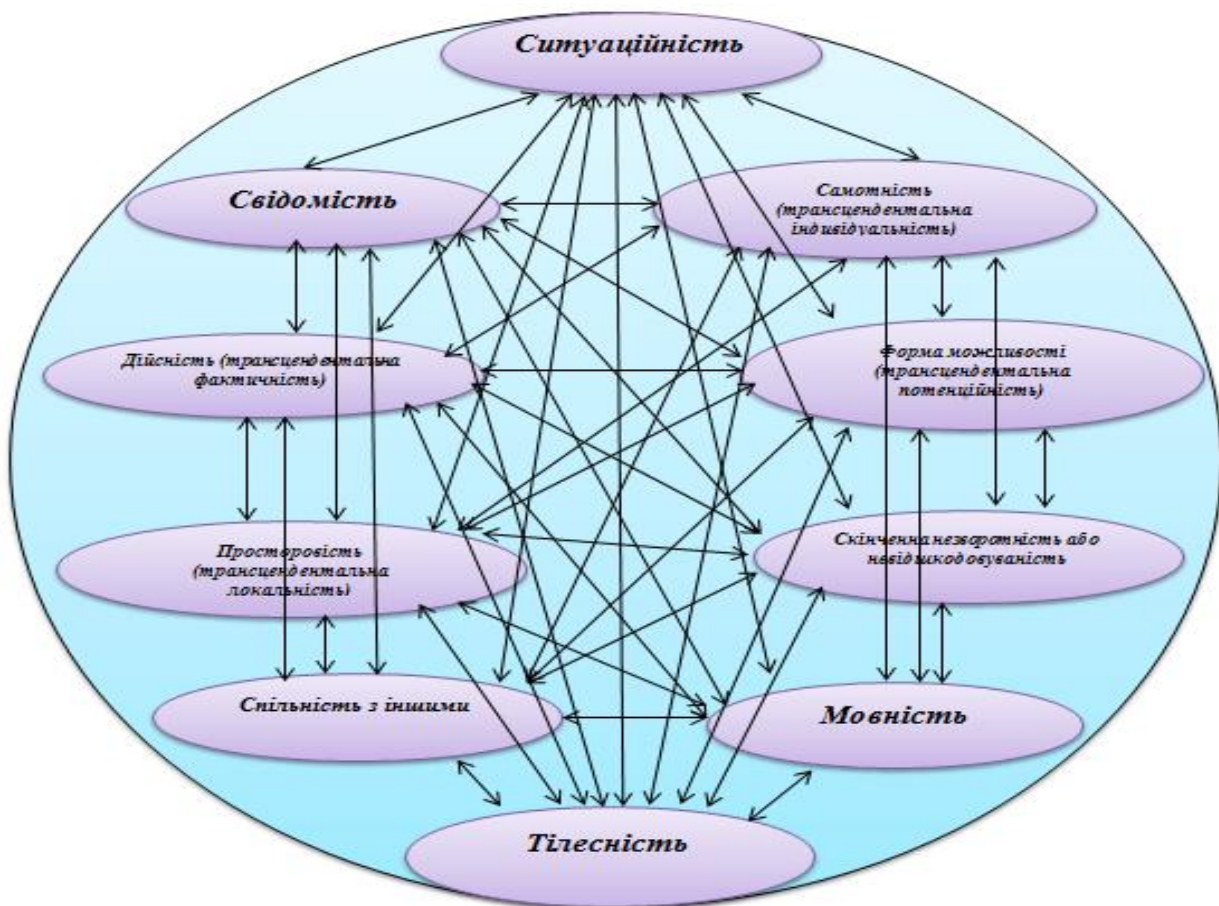 Ситуаційність
Свідомість
Самотність
(трансцендентальна
індивідуальність)
Дійсність (трансцендентальна
фактичність)
Форма можливості
(трансцендентальна
потенційність)
Просторовість
(трансцендентальна
локальність)
Скінченна незворотність або
невідшкодовуваність
Спільність з іншими
Мовність
Тілесність